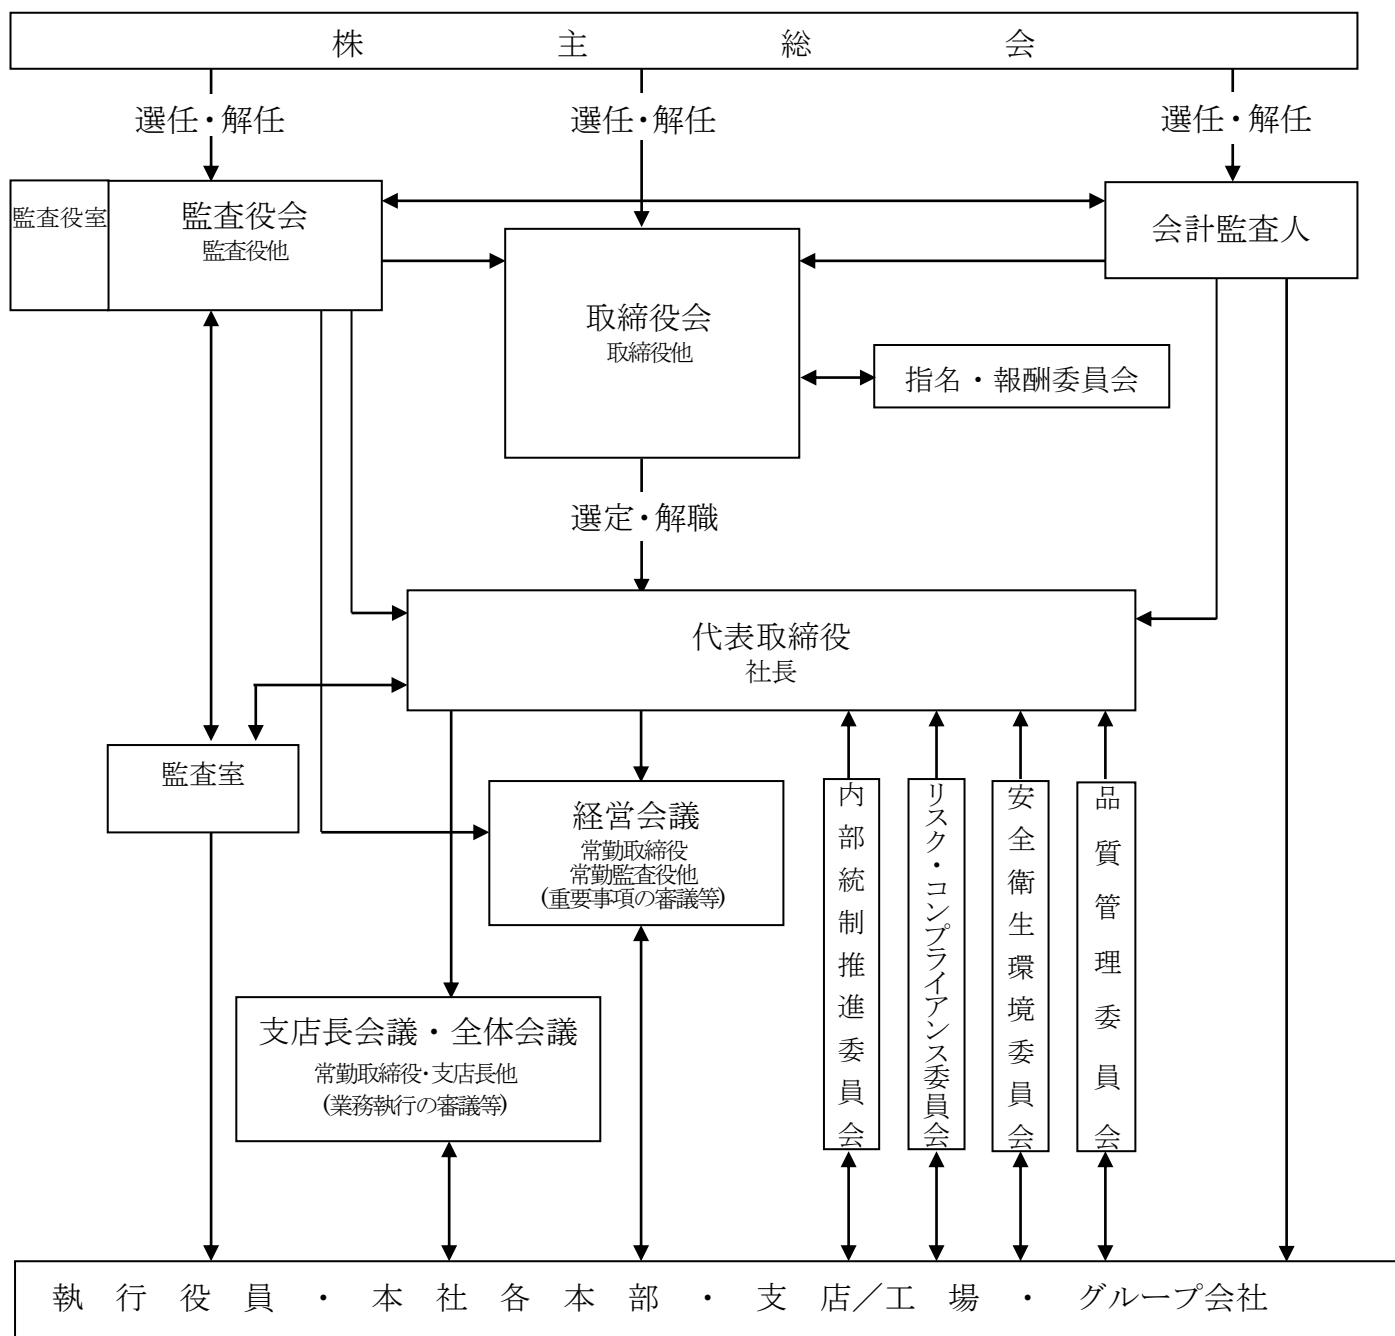 株主総会
選任・解任
選任・解任
選任・解任
監査役室
監査役会
監査役他
会計監査人
取締役会
取締役他
指名・報酬委員会
選定・解職
代表取締役
社長
監査室
経営会議
常勤取締役
常勤監査役他
(重要事項の審議等)
内部統制推進委員会
リスク・コンプライアンス委員会
安全衛生環境委員会
品質管理委員会
支店長会議・全体会議
常勤取締役・支店長他
(業務執行の審議等)
執行役員・本社各本部・支店／工場・グループ会社